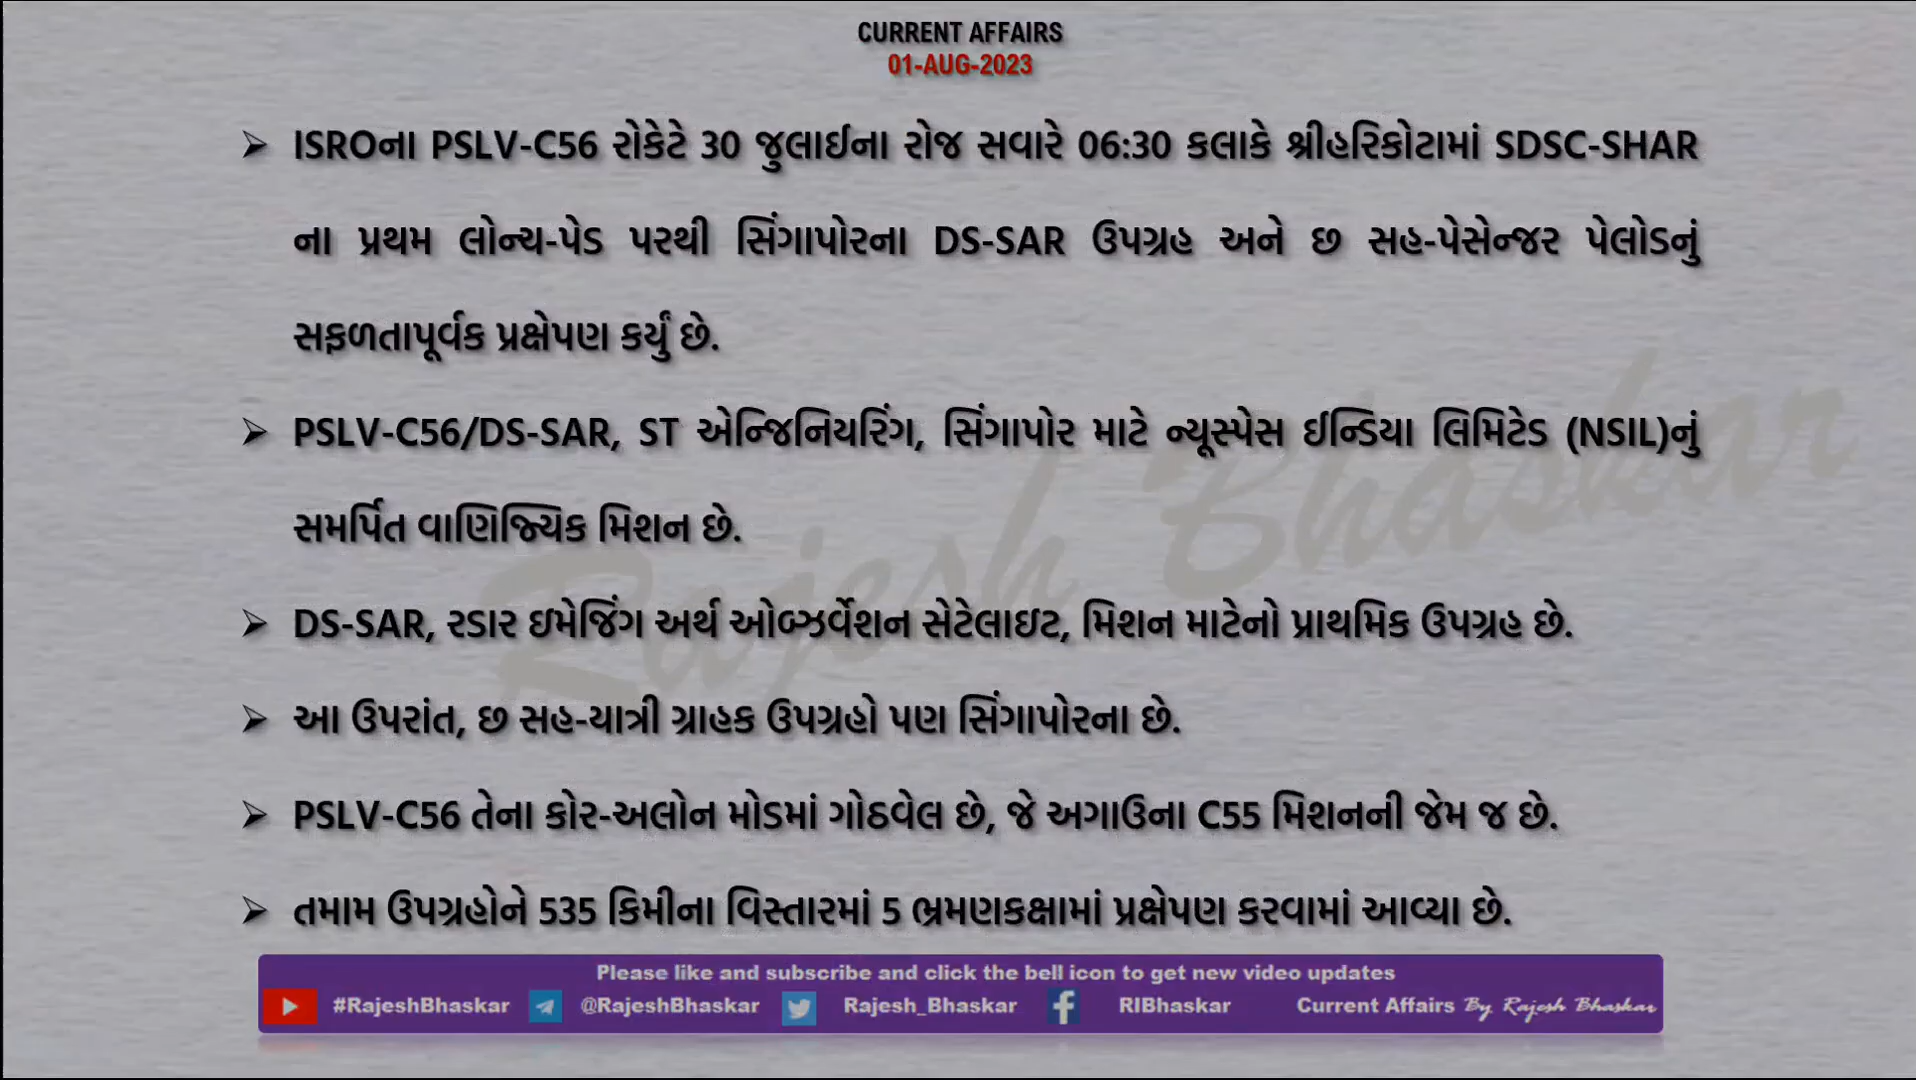 CURRENT AFFAIRS
01-AUG-2023
➢ ISROના PSLV-C56 રોકેટે 30 જુલાઈના રોજ સવારે 06:30 કલાકે શ્રીહરિકોટામાં SDSC-SHAR
ના પ્રથમ લોન્ચ-પેડ પરથી સિંગાપોરના DS-SAR ઉપગ્રહ અને છ સહ-પેસેન્જર પેલોડનું
સફળતાપૂર્વક પ્રક્ષેપણ કર્યું છે.
➢ PSLV-C56/DS-SAR, ST એન્જિનિયરિંગ, સિંગાપોર માટે ન્યૂસ્પેસ ઈન્ડિયા લિમિટેડ (NSIL)નું
સમર્પિત વાણિજ્યિક મિશન છે.
➢ DS-SAR, રડાર ઇમેજિંગ અર્થ ઓબ્ઝર્વેશન સેટેલાઇટ, મિશન માટેનો પ્રાથમિક ઉપગ્રહ છે.
➢ આ ઉપરાંત, છ સહ-યાત્રી ગ્રાહક ઉપગ્રહો પણ સિંગાપોરના છે.
➢ PSLV-C56 તેના કોર-અલોન મોડમાં ગોઠવેલ છે, જે અગાઉના C55 મિશનની જેમ જ છે.
➢ તમામ ઉપગ્રહોને 535 કિમીના વિસ્તારમાં 5 ભ્રમણકક્ષામાં પ્રક્ષેપણ કરવામાં આવ્યા છે.
Rajesh Bhaskar
Please like and subscribe and click the bell icon to get new video updates
#RajeshBhaskar @RajeshBhaskar Rajesh_Bhaskar RIBhaskar Current Affairs By Rajesh Bhaskar